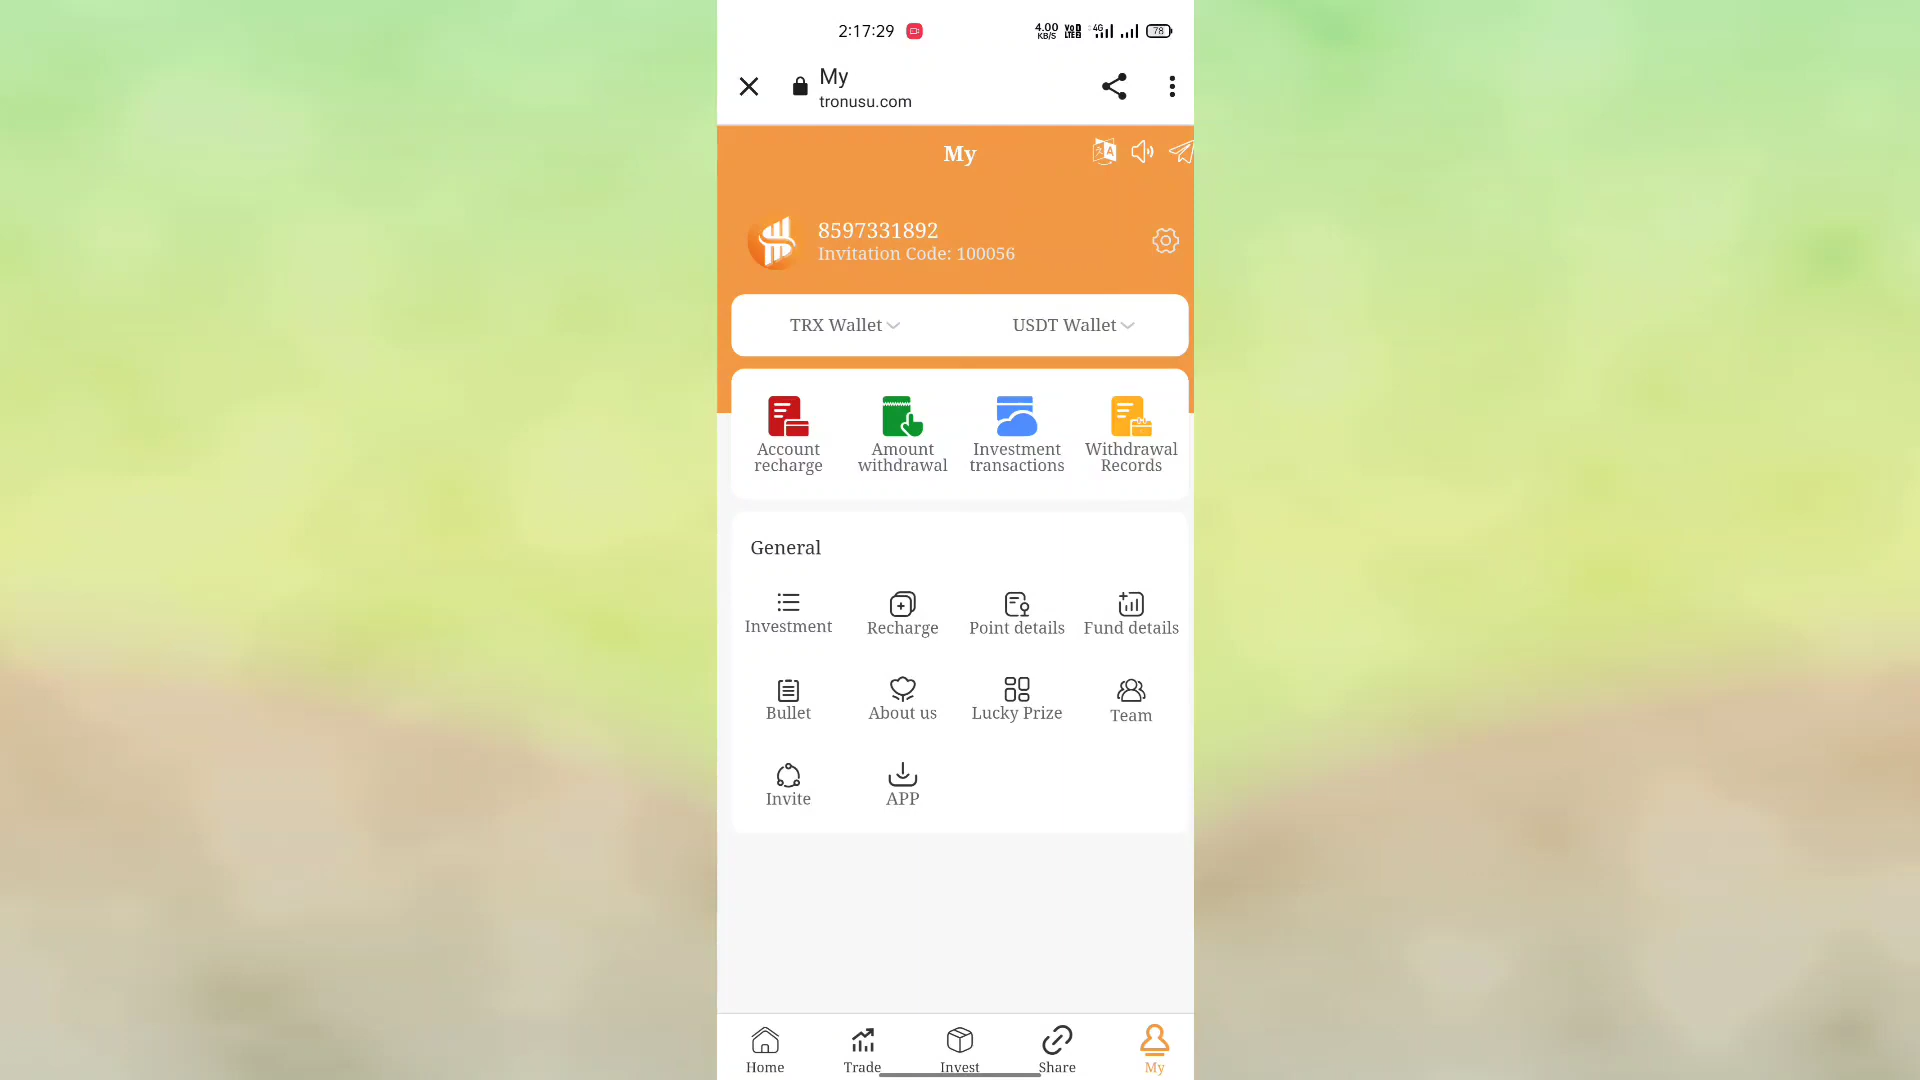 2:17:29
4.00 KB/S
4G
78
My
tronusu.com
My
8597331892
Invitation Code: 100056
TRX Wallet
USDT Wallet
Account recharge
Amount withdrawal
Investment transactions
Withdrawal Records
General
Investment
Recharge
Point details
Fund details
Bullet
About us
Lucky Prize
Team
Invite
APP
Home
Trade
Invest
Share
My